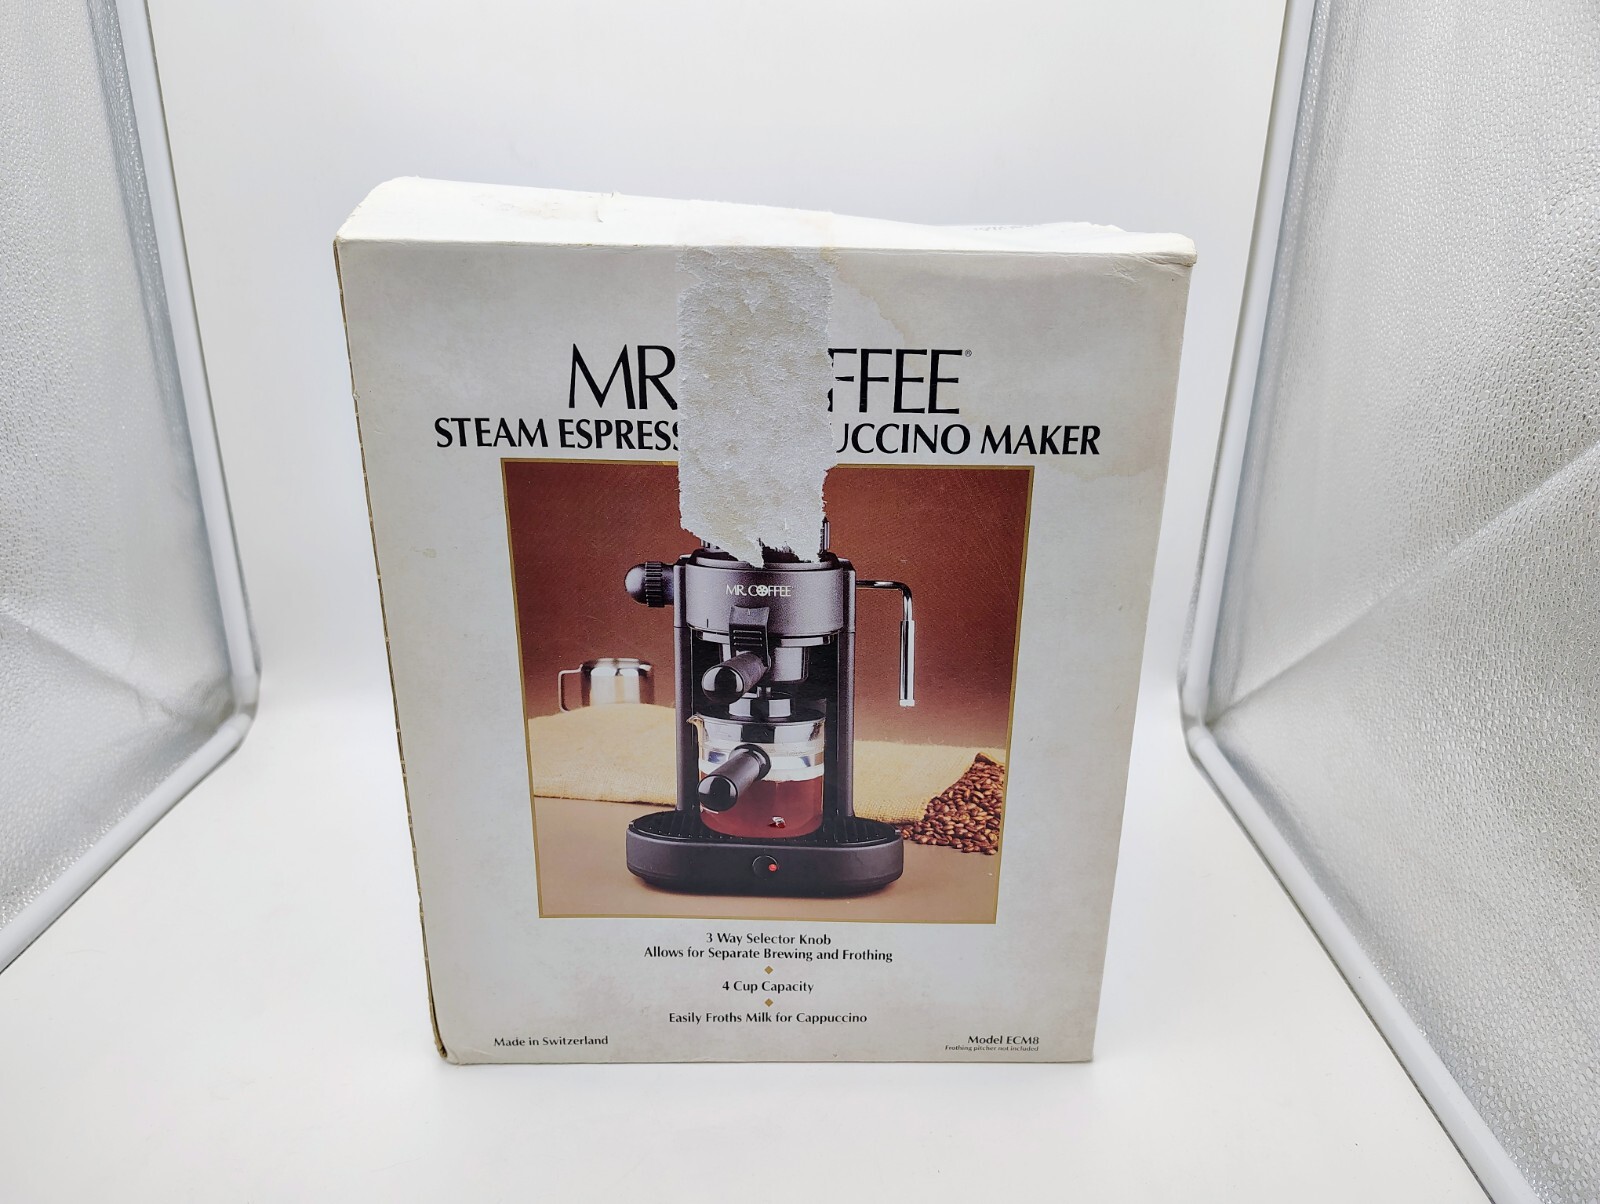 MR. FFEE®
STEAM ESPRESS UCCINO MAKER
MR. COFFEE
3 Way Selector Knob
Allows for Separate Brewing and Frothing
4 Cup Capacity
Easily Froths Milk for Cappuccino
Made in Switzerland
Model ECM8
Frothing pitcher not included